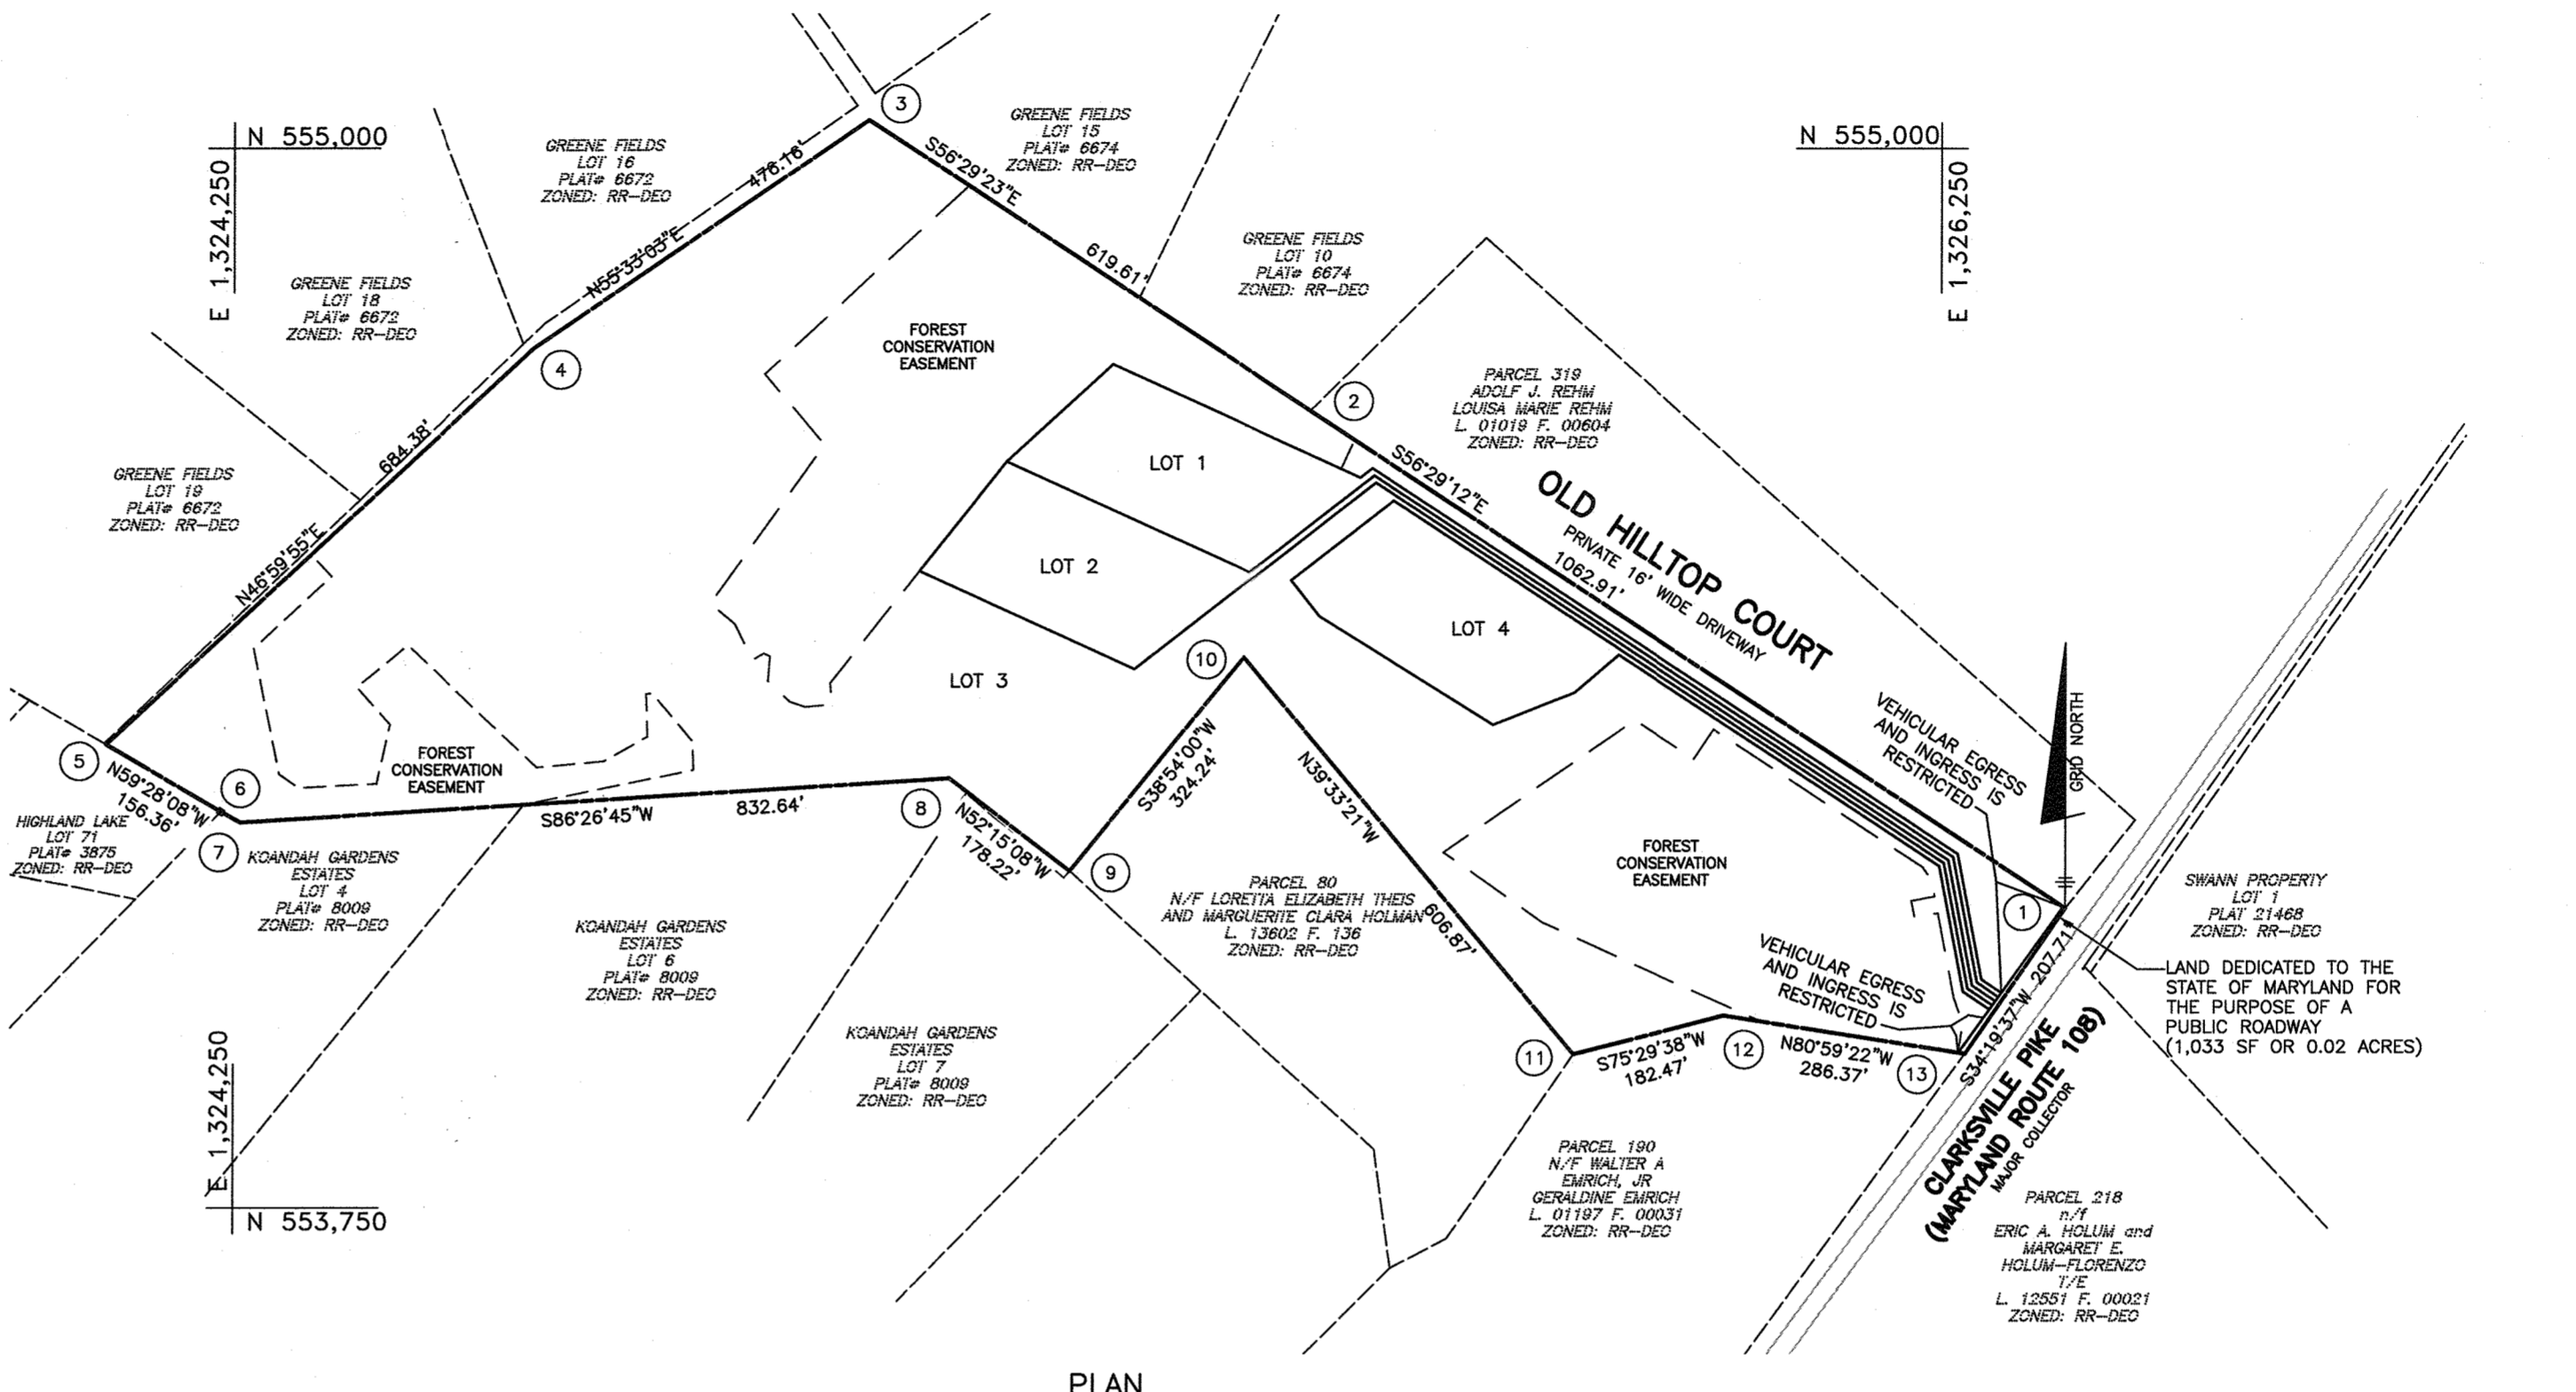 3
N 555,000
E 1,324,250
GREENE FIELDS
LOT 16
PLAT# 6672
ZONED: RR-DEO
476.16'
N55°33'03"E
S56°29'23"E
619.61'
GREENE FIELDS
LOT 15
PLAT# 6674
ZONED: RR-DEO
N 555,000
E 1,326,250
GREENE FIELDS
LOT 10
PLAT# 6674
ZONED: RR-DEO
GREENE FIELDS
LOT 18
PLAT# 6672
ZONED: RR-DEO
4
FOREST
CONSERVATION
EASEMENT
2
PARCEL 319
ADOLF J. REHM
LOUISA MARIE REHM
L. 01019 F. 00604
ZONED: RR-DEO
684.38'
N46°59'55"E
GREENE FIELDS
LOT 19
PLAT# 6672
ZONED: RR-DEO
LOT 1
LOT 2
S56°29'12"E
1062.91'
OLD HILLTOP COURT
PRIVATE 16' WIDE DRIVEWAY
LOT 4
LOT 3
10
VEHICULAR EGRESS
AND INGRESS IS
RESTRICTED
GRID NORTH
5
N59°28'08"W
156.36'
6
7
FOREST
CONSERVATION
EASEMENT
S86°26'45"W
832.64'
8
N52°15'08"W
178.22'
9
S38°54'00"W
324.24'
N39°33'21"W
606.87'
HIGHLAND LAKE
LOT 71
PLAT# 3875
ZONED: RR-DEO
KOANDAH GARDENS
ESTATES
LOT 4
PLAT# 8009
ZONED: RR-DEO
KOANDAH GARDENS
ESTATES
LOT 6
PLAT# 8009
ZONED: RR-DEO
PARCEL 80
N/F LORETTA ELIZABETH THEIS
AND MARGUERITE CLARA HOLMAN
L. 13602 F. 136
ZONED: RR-DEO
FOREST
CONSERVATION
EASEMENT
1
SWANN PROPERTY
LOT 1
PLAT 21468
ZONED: RR-DEO
VEHICULAR EGRESS
AND INGRESS IS
RESTRICTED
LAND DEDICATED TO THE
STATE OF MARYLAND FOR
THE PURPOSE OF A
PUBLIC ROADWAY
(1,033 SF OR 0.02 ACRES)
KOANDAH GARDENS
ESTATES
LOT 7
PLAT# 8009
ZONED: RR-DEO
11
S75°29'38"W
182.47'
12
N80°59'22"W
286.37'
13
S34°19'37"W 207.71'
CLARKSVILLE PIKE
(MARYLAND ROUTE 108)
MAJOR COLLECTOR
E 1,324,250
N 553,750
PARCEL 190
N/F WALTER A
EMRICH, JR
GERALDINE EMRICH
L. 01197 F. 00031
ZONED: RR-DEO
PARCEL 218
n/f
ERIC A. HOLUM and
MARGARET E.
HOLUM-FLORENZO
T/E
L. 12551 F. 00021
ZONED: RR-DEO
PLAN